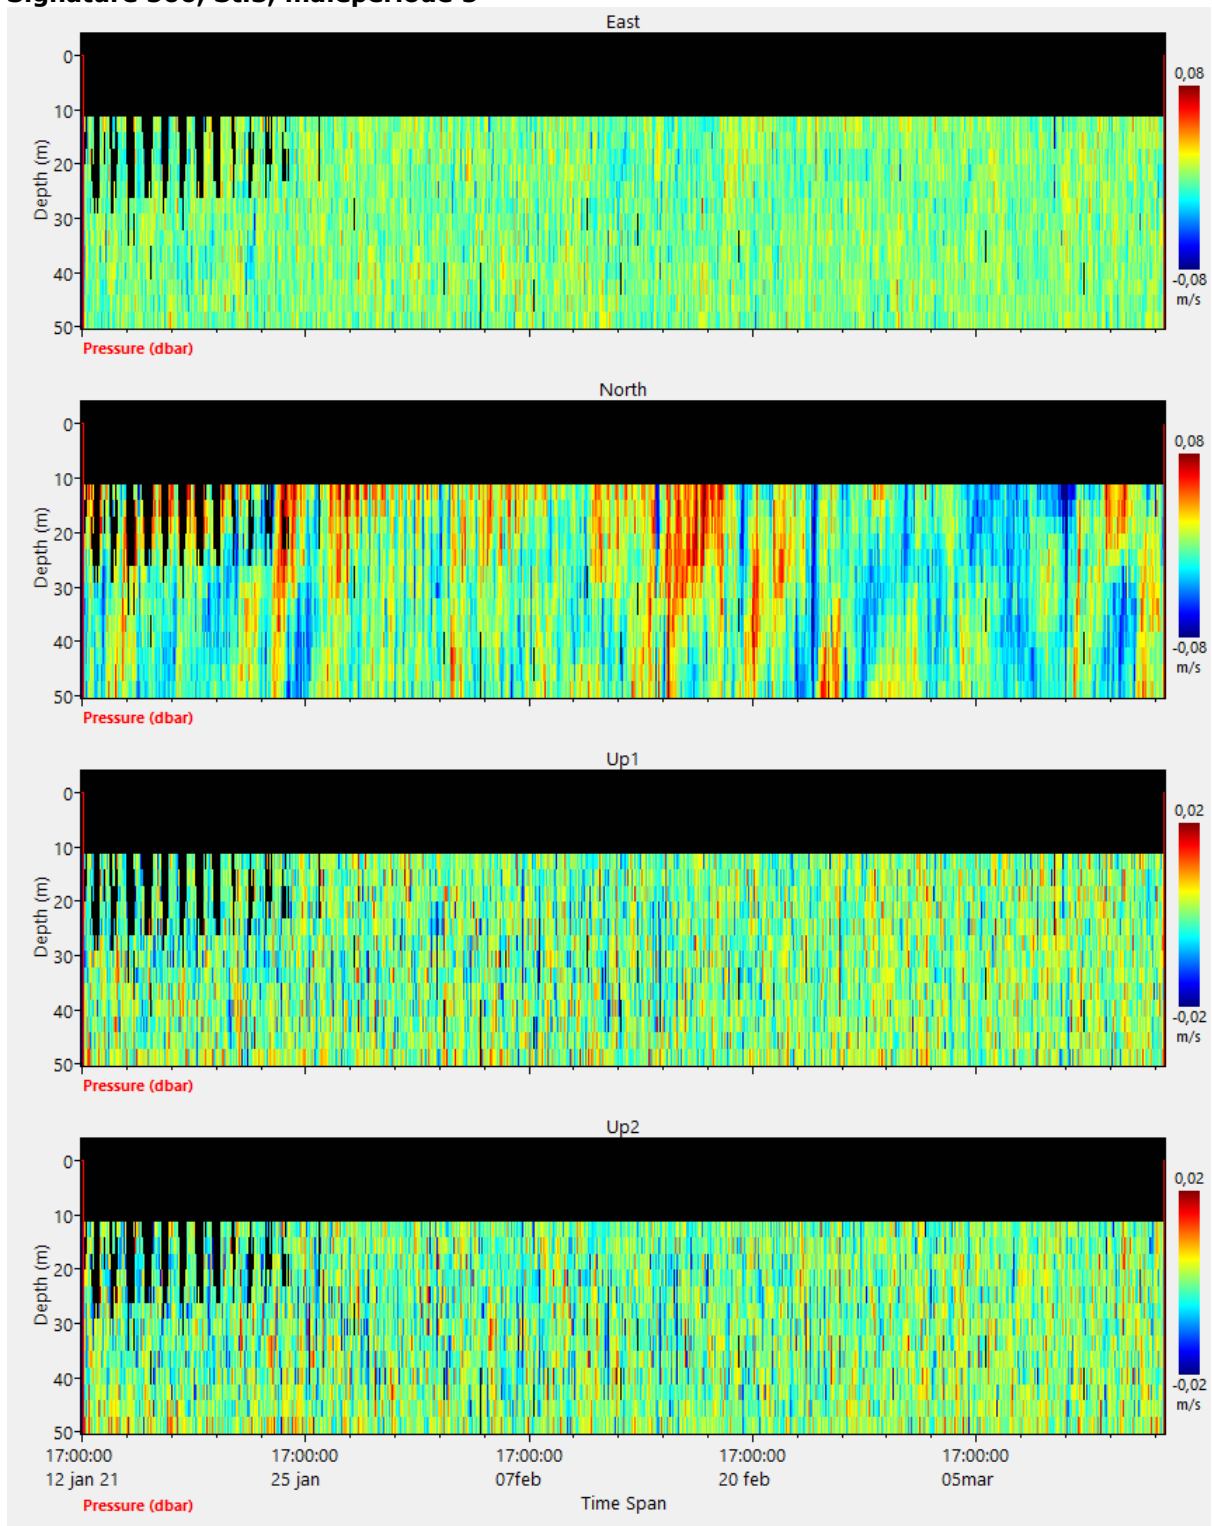 East
0
10
20
30
40
50
Depth (m)
0,08
-0,08
m/s
Pressure (dbar)
North
0
10
20
30
40
50
Depth (m)
0,08
-0,08
m/s
Pressure (dbar)
Up1
0
10
20
30
40
50
Depth (m)
0,02
-0,02
m/s
Pressure (dbar)
Up2
0
10
20
30
40
50
Depth (m)
0,02
-0,02
m/s
17:00:00 17:00:00 17:00:00 17:00:00 17:00:00
12 jan 21 25 jan 07feb 20 feb 05mar
Pressure (dbar)
Time Span